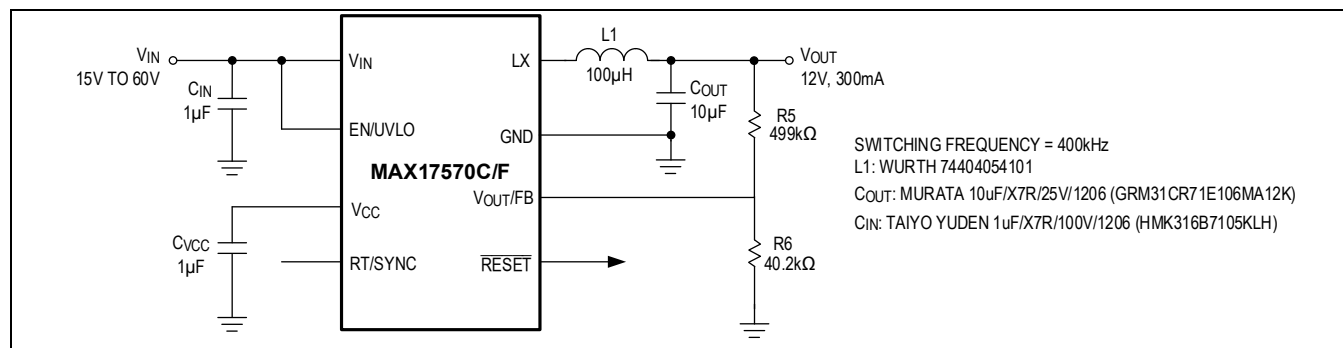 VIN
15V TO 60V
CIN
1µF
VIN
EN/UVLO
MAX17570C/F
VCC
CVCC
1µF
RT/SYNC
LX
GND
VOUT/FB
RESET
L1
100µH
COUT
10µF
VOUT
12V, 300mA
R5
499kΩ
R6
40.2kΩ
SWITCHING FREQUENCY = 400kHz
L1: WURTH 74404054101
COUT: MURATA 10uF/X7R/25V/1206 (GRM31CR71E106MA12K)
CIN: TAIYO YUDEN 1uF/X7R/100V/1206 (HMK316B7105KLH)